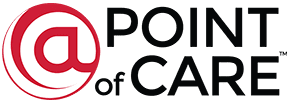 @ POINT
of CARE™